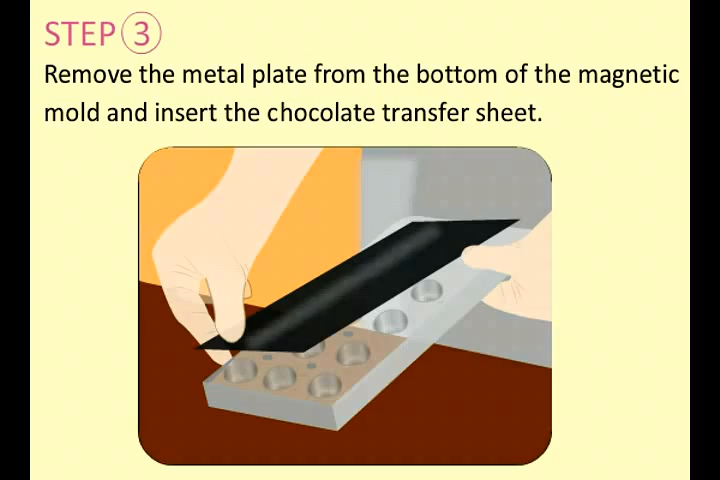 STEP③
Remove the metal plate from the bottom of the magnetic
mold and insert the chocolate transfer sheet.